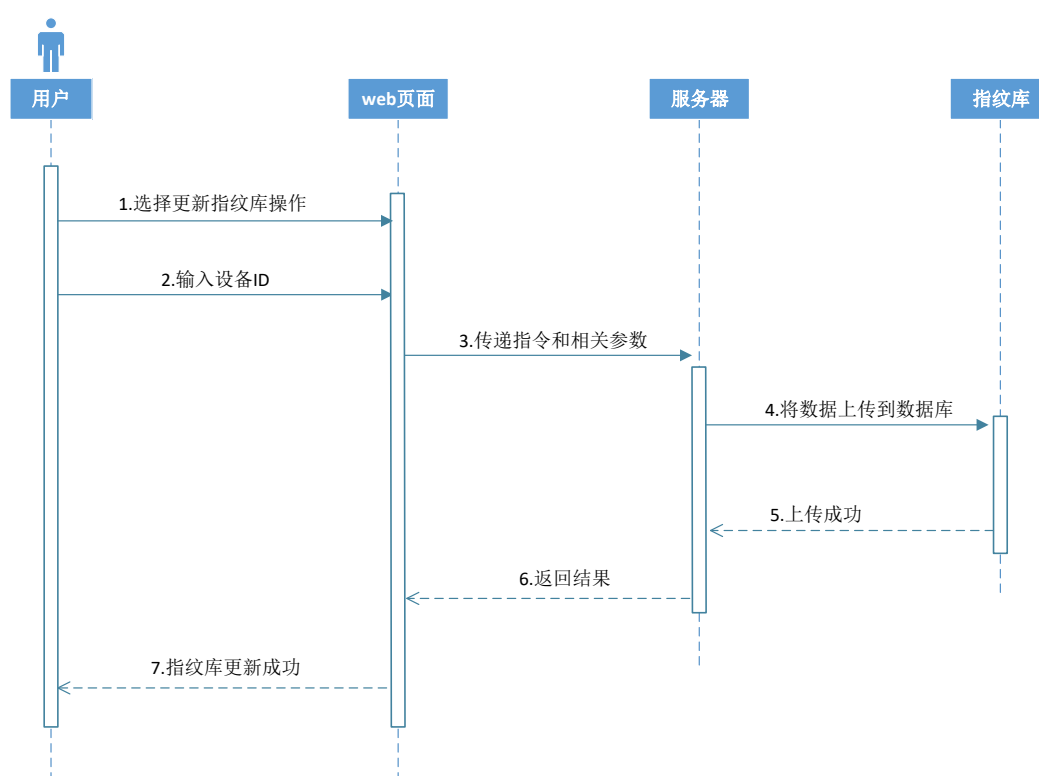 用户
web页面
服务器
指纹库
1.选择更新指纹库操作
2.输入设备ID
3.传递指令和相关参数
4.将数据上传到数据库
5.上传成功
6.返回结果
7.指纹库更新成功